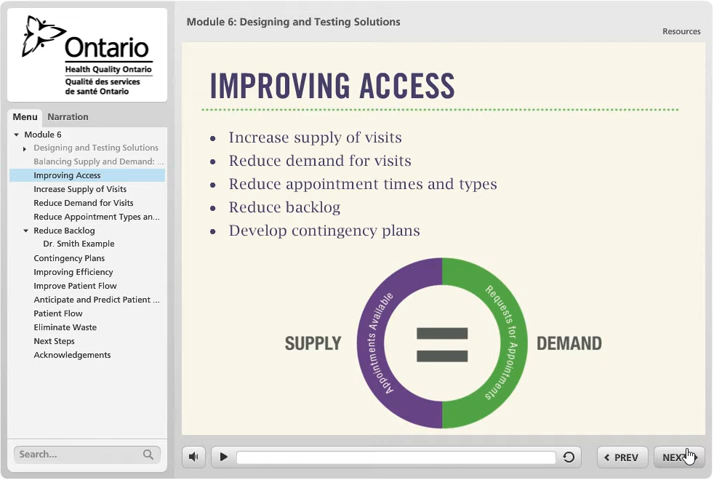 Module 6: Designing and Testing Solutions
Resources
Ontario
Health Quality Ontario
Qualité des services
de santé Ontario
Menu
Narration
Module 6
Designing and Testing Solutions
Balancing Supply and Demand: ...
Improving Access
Increase Supply of Visits
Reduce Demand for Visits
Reduce Appointment Types an...
Reduce Backlog
Dr. Smith Example
Contingency Plans
Improving Efficiency
Improve Patient Flow
Anticipate and Predict Patient ...
Patient Flow
Eliminate Waste
Next Steps
Acknowledgements
Search...
IMPROVING ACCESS
• Increase supply of visits
• Reduce demand for visits
• Reduce appointment times and types
• Reduce backlog
• Develop contingency plans
SUPPLY
Appointments Available
=
Requests for Appointments
DEMAND
PREV
NEXT